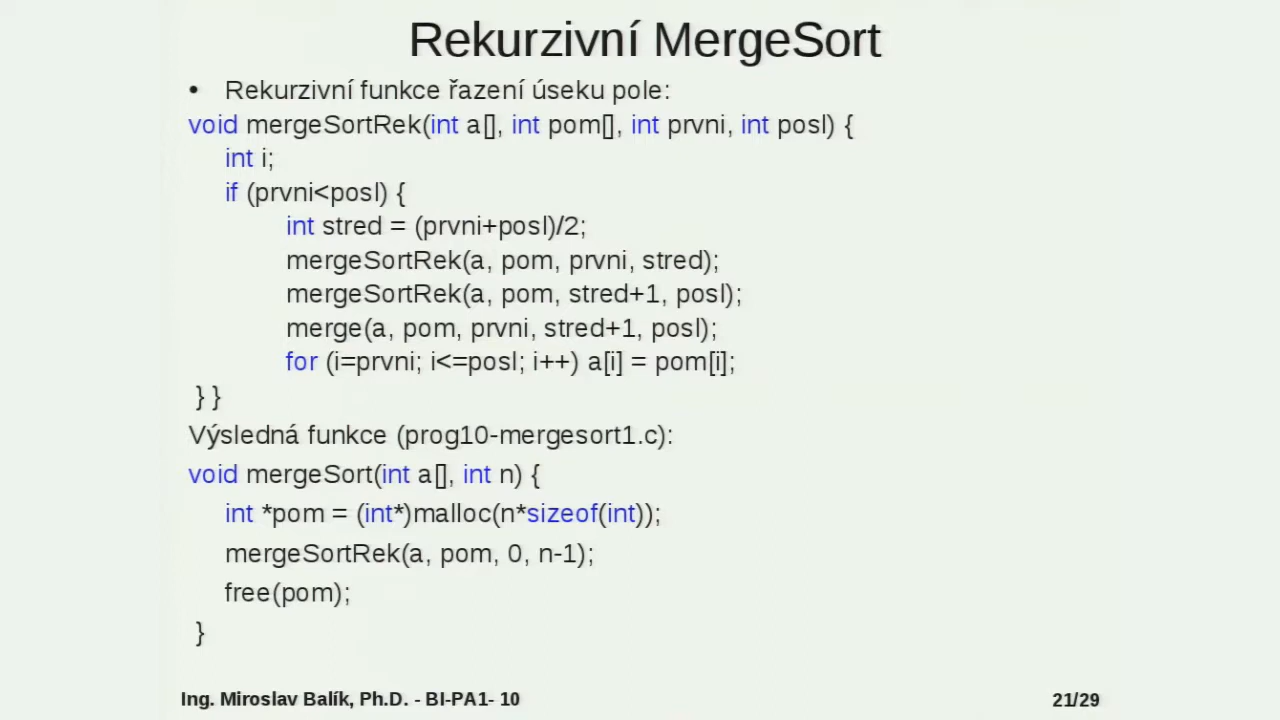 Rekurzivní MergeSort
• Rekurzivní funkce řazení úseku pole:
void mergeSortRek(int a[], int pom[], int prvni, int posl) {
int i;
if (prvni<posl) {
int stred = (prvni+posl)/2;
mergeSortRek(a, pom, prvni, stred);
mergeSortRek(a, pom, stred+1, posl);
merge(a, pom, prvni, stred+1, posl);
for (i=prvni; i<=posl; i++) a[i] = pom[i];
} }
Výsledná funkce (prog10-mergesort1.c):
void mergeSort(int a[], int n) {
int *pom = (int*)malloc(n*sizeof(int));
mergeSortRek(a, pom, 0, n-1);
free(pom);
}
Ing. Miroslav Balík, Ph.D. - BI-PA1- 10
21/29